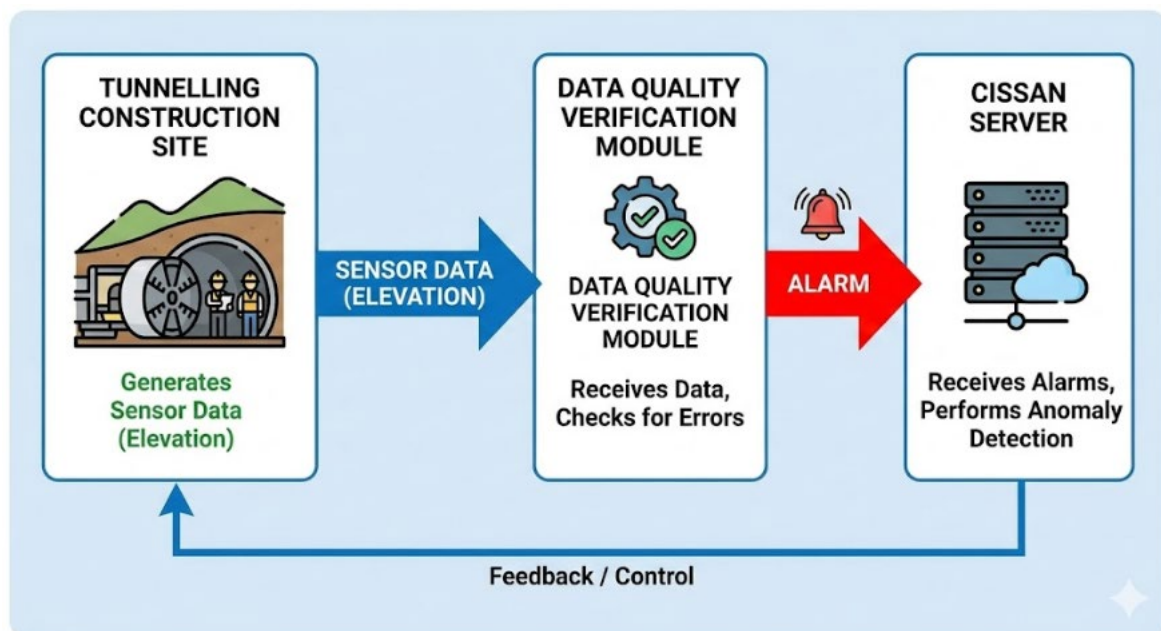 TUNNELLING
CONSTRUCTION
SITE
Generates
Sensor Data
(Elevation)
SENSOR DATA
(ELEVATION)
DATA QUALITY
VERIFICATION
MODULE
DATA QUALITY
VERIFICATION
MODULE
Receives Data,
Checks for Errors
ALARM
CISSAN
SERVER
Receives Alarms,
Performs Anomaly
Detection
Feedback / Control